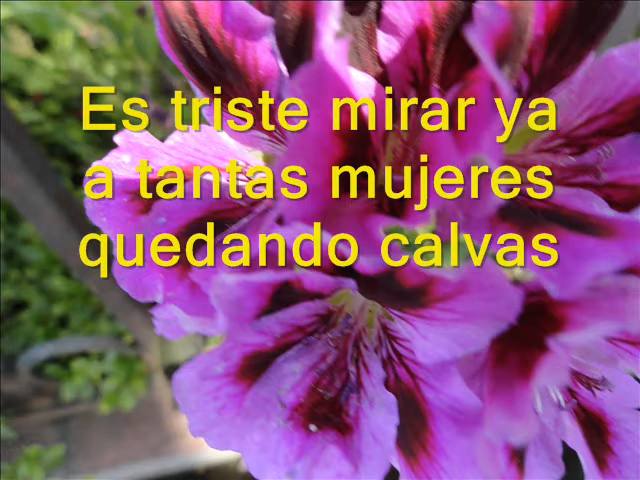 Es triste mirar ya
a tantas mujeres
quedando calvas